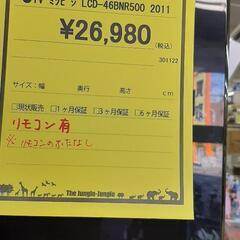 ミツビシ LCD-46BNR500 2011
¥26,980
(税込)
301122
サイズ：幅 奥行 高さ cm
□現状販売 □1ヶ月保証 □3ヶ月保証 □6ヶ月保証
リモコン有
※リモコンのふたなし
The Jungle-Jungle